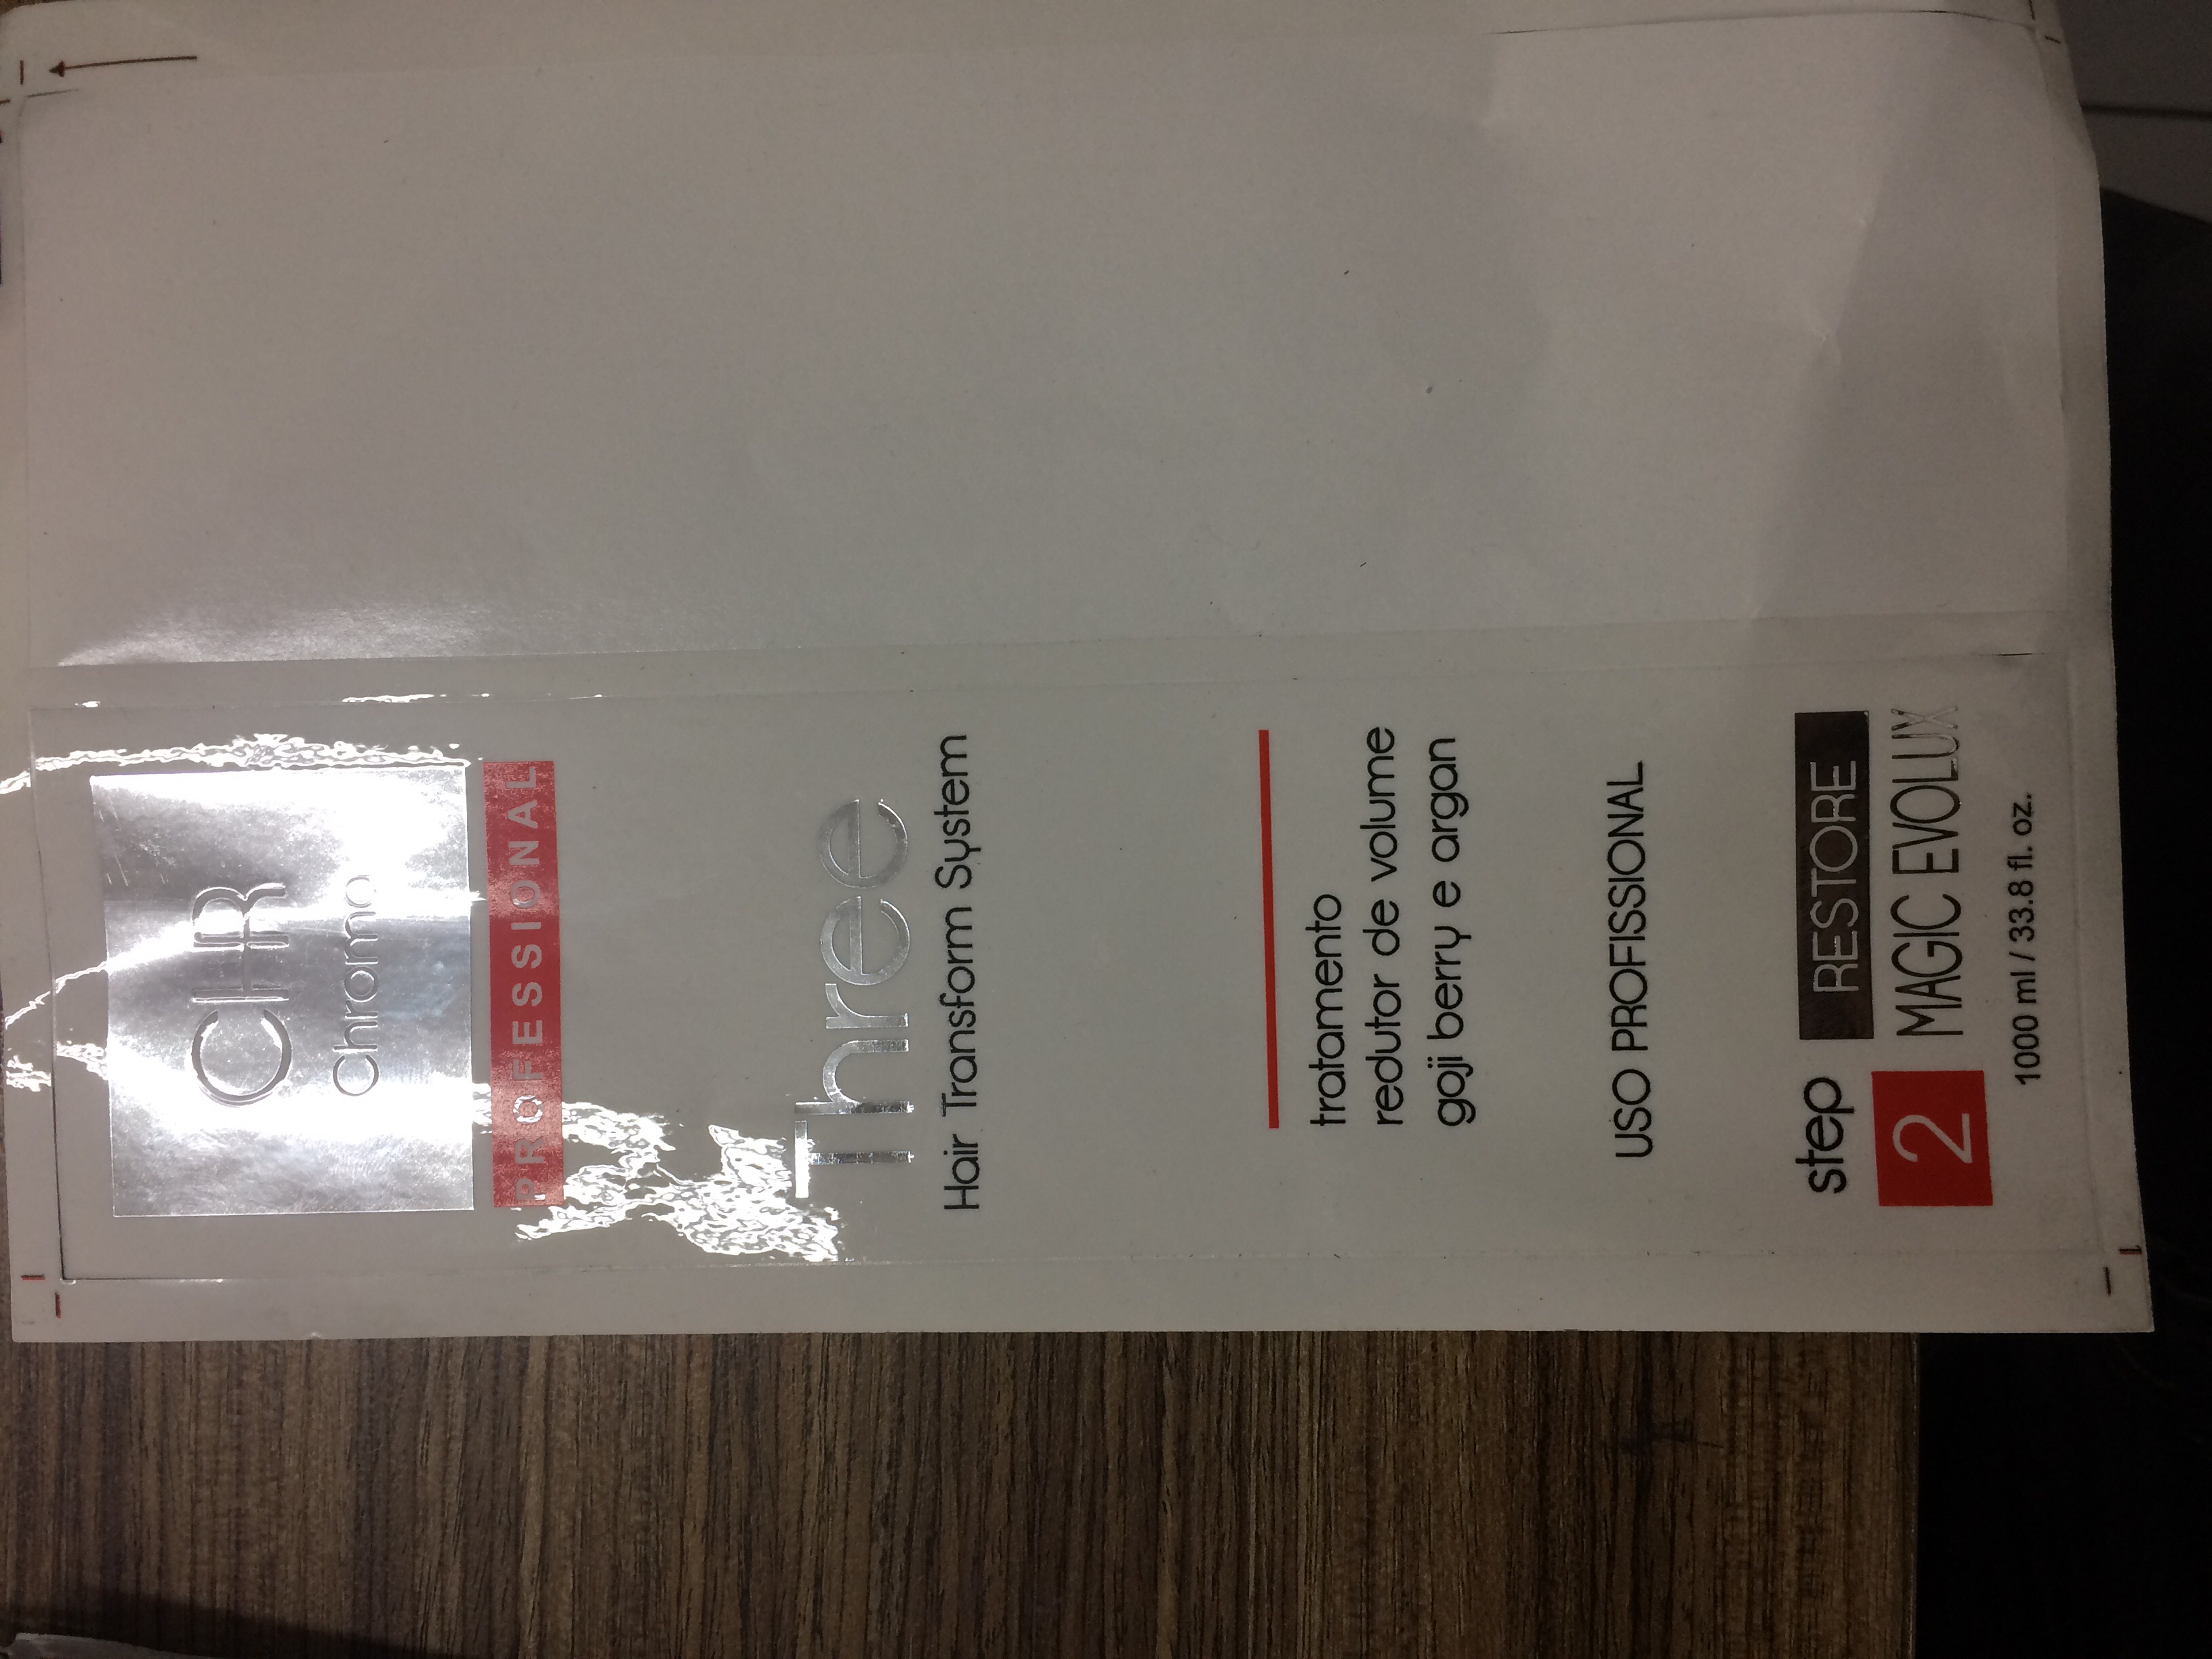 CHR
Chroma
PROFESSIONAL
Three
Hair Transform System
tratamento
redutor de volume
goji berry e argan
USO PROFISSIONAL
step
2
RESTORE
MAGIC EVOLUX
1000 ml / 33.8 fl. oz.